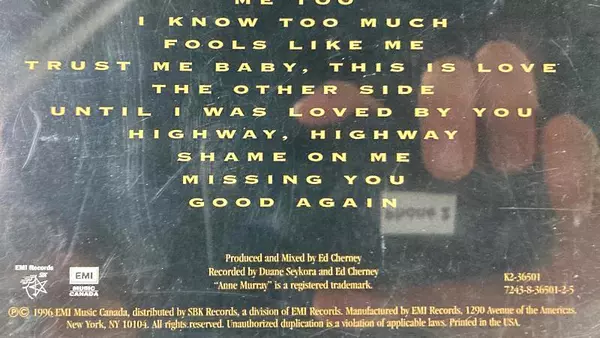 ME TOO
I KNOW TOO MUCH
FOOLS LIKE ME
TRUST ME BABY, THIS IS LOVE
THE OTHER SIDE
UNTIL I WAS LOVED BY YOU
HIGHWAY, HIGHWAY
SHAME ON ME
MISSING YOU
GOOD AGAIN
Produced and Mixed by Ed Cherney
Recorded by Duane Seykora and Ed Cherney
"Anne Murray" is a registered trademark.
EMI Records
EMI
MUSIC
CANADA
K2-36501
7243-8-36501-2-5
ⓅⒸ 1996 EMI Music Canada, distributed by SBK Records, a division of EMI Records. Manufactured by EMI Records, 1290 Avenue of the Americas.
New York, NY 10104. All rights reserved. Unauthorized duplication is a violation of applicable laws. Printed in the USA.